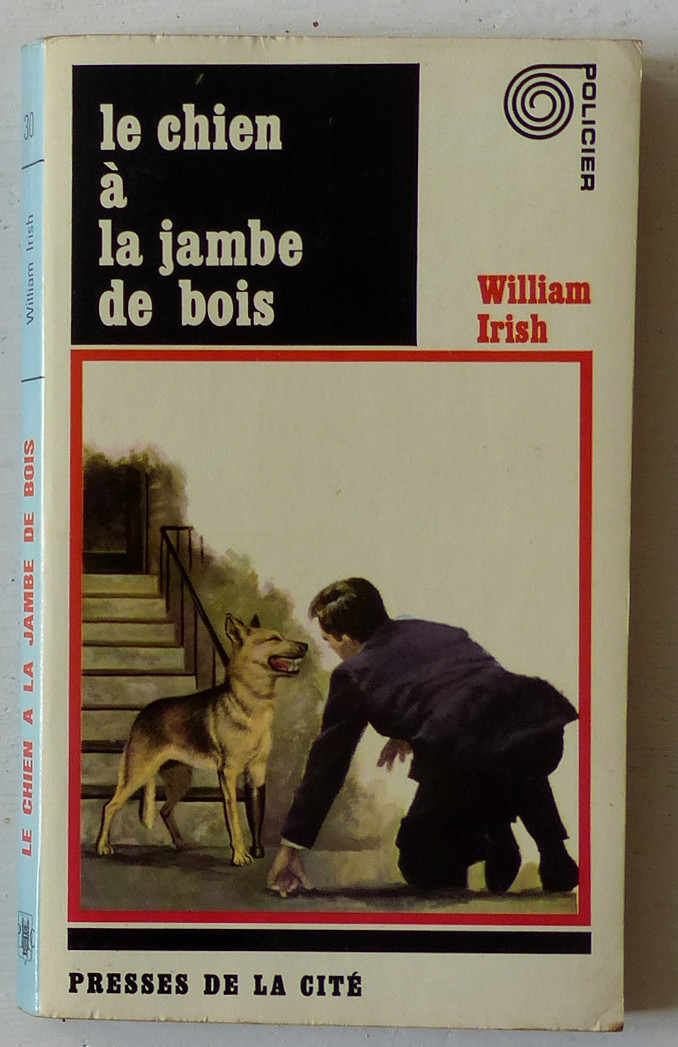 le chien
à
la jambe
de bois
POLICIER
William
Irish
PRESSES DE LA CITÉ
30
William Irish
LE CHIEN A LA JAMBE DE BOIS